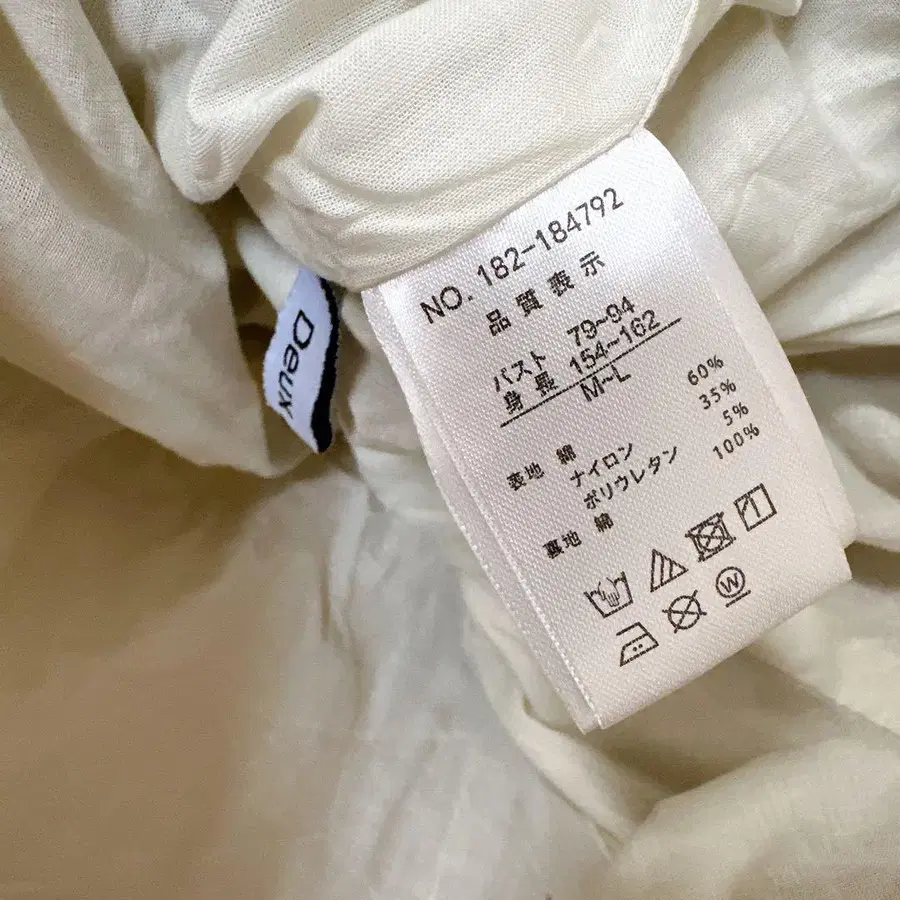 Deux
NO. 182-184792
品質表示
バスト 79~94
身長 154~162
M~L
表地 綿 60%
ナイロン 35%
ポリウレタン 5%
裏地 綿 100%
W